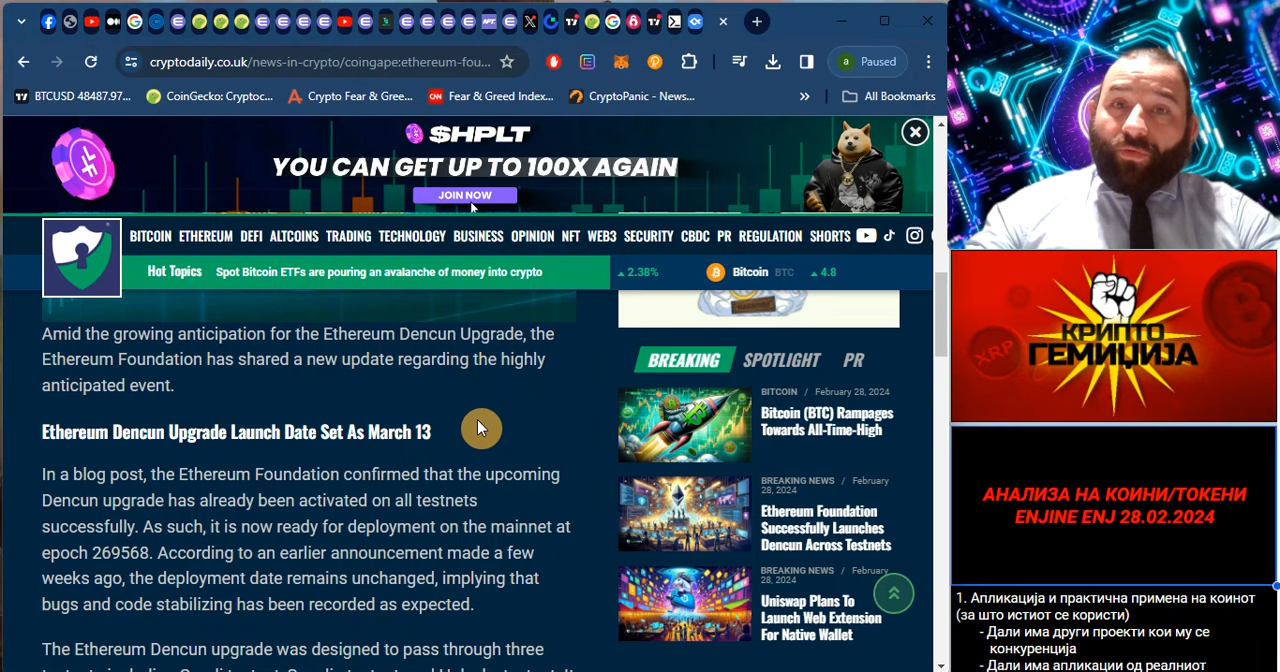 cryptodaily.co.uk/news-in-crypto/coingape:ethereum-fou...
a Paused
BTCUSD 48487.97...
CoinGecko: Cryptoc...
Crypto Fear & Gree...
Fear & Greed Index...
CryptoPanic - News...
All Bookmarks
$HPLT
YOU CAN GET UP TO 100X AGAIN
JOIN NOW
BITCOIN ETHEREUM DEFI ALTCOINS TRADING TECHNOLOGY BUSINESS OPINION NFT WEB3 SECURITY CBDC PR REGULATION SHORTS
Hot Topics Spot Bitcoin ETFs are pouring an avalanche of money into crypto
2.38% Bitcoin BTC 4.8
Amid the growing anticipation for the Ethereum Dencun Upgrade, the
Ethereum Foundation has shared a new update regarding the highly
anticipated event.
Ethereum Dencun Upgrade Launch Date Set As March 13
In a blog post, the Ethereum Foundation confirmed that the upcoming
Dencun upgrade has already been activated on all testnets
successfully. As such, it is now ready for deployment on the mainnet at
epoch 269568. According to an earlier announcement made a few
weeks ago, the deployment date remains unchanged, implying that
bugs and code stabilizing has been recorded as expected.
The Ethereum Dencun upgrade was designed to pass through three
BREAKING SPOTLIGHT PR
BITCOIN / February 28, 2024
Bitcoin (BTC) Rampages
Towards All-Time-High
BREAKING NEWS / February
28, 2024
Ethereum Foundation
Successfully Launches
Dencun Across Testnets
BREAKING NEWS / February
28, 2024
Uniswap Plans To
Launch Web Extension
For Native Wallet
XRP
КРИПТО
ГЕМИЏИЈА
АНАЛИЗА НА КОИНИ/ТОКЕНИ
ENJINE ENJ 28.02.2024
1. Апликација и практична примена на коинот
(за што истиот се користи)
- Дали има други проекти кои му се
конкуренција
- Дали има апликации од реалниот